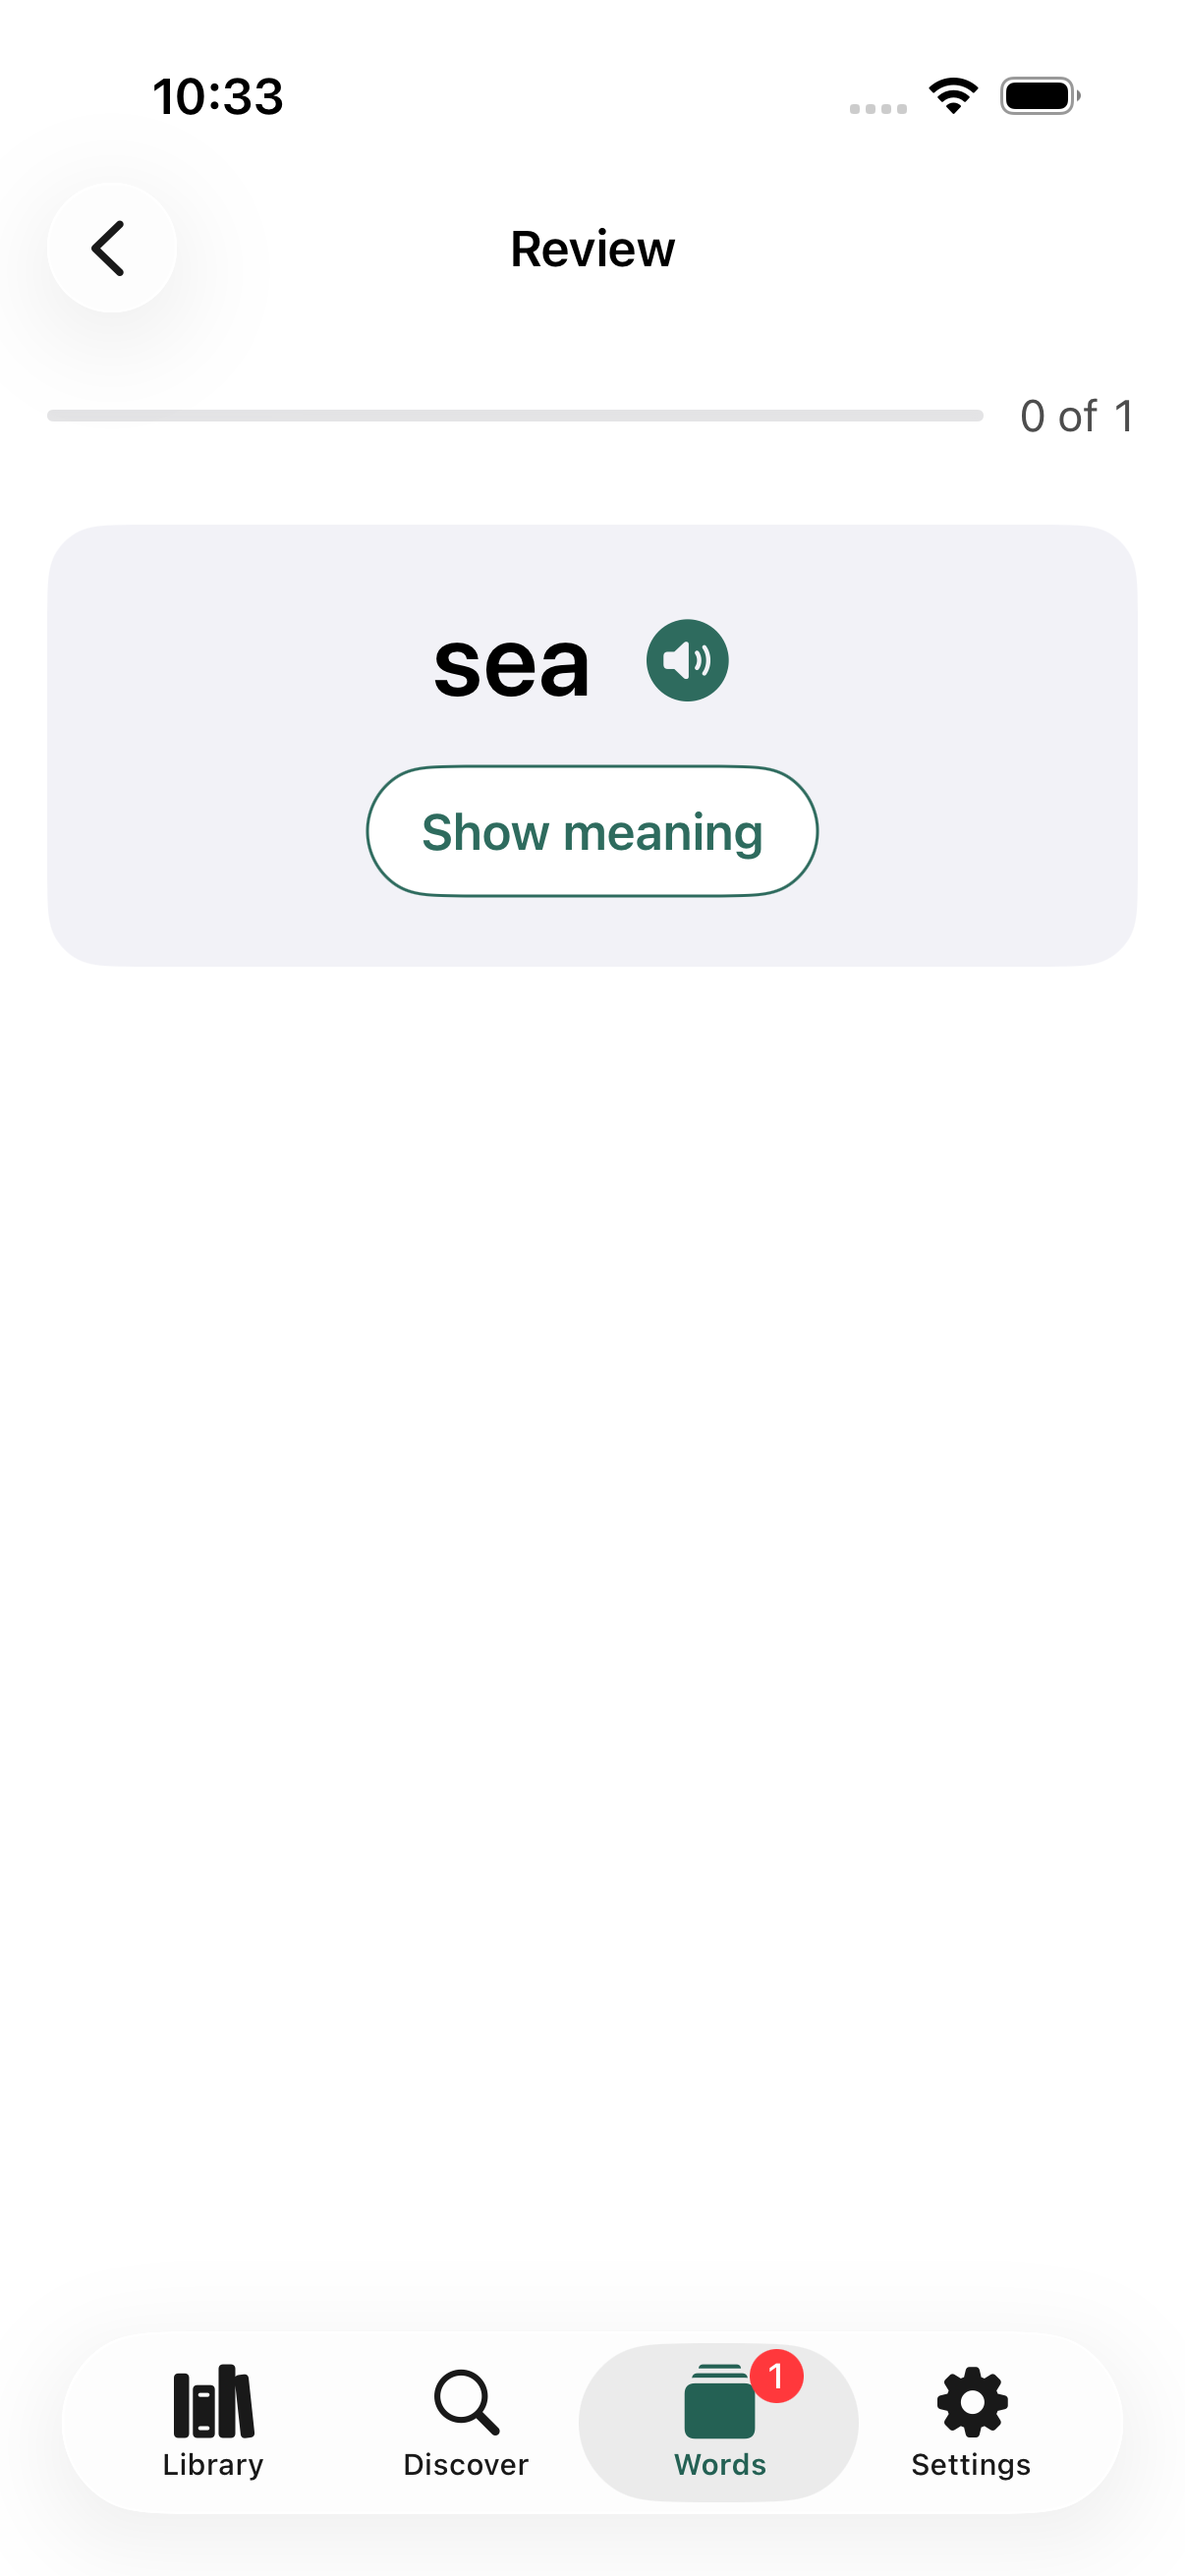 10:33
Review
0 of 1
sea
Show meaning
1
Library
Discover
Words
Settings